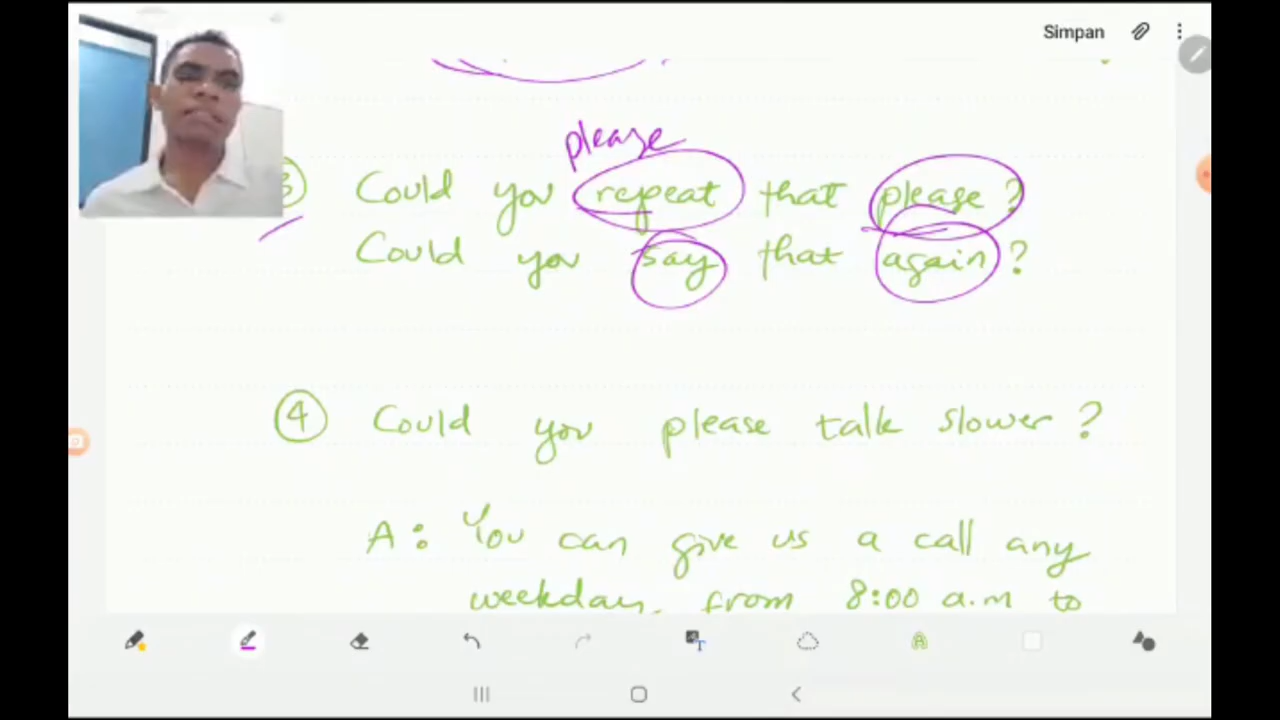 Simpan
please
3 Could you repeat that please?
Could you say that again?
4 Could you please talk slower?
A: You can give us a call any
weekday, from 8:00 a.m to